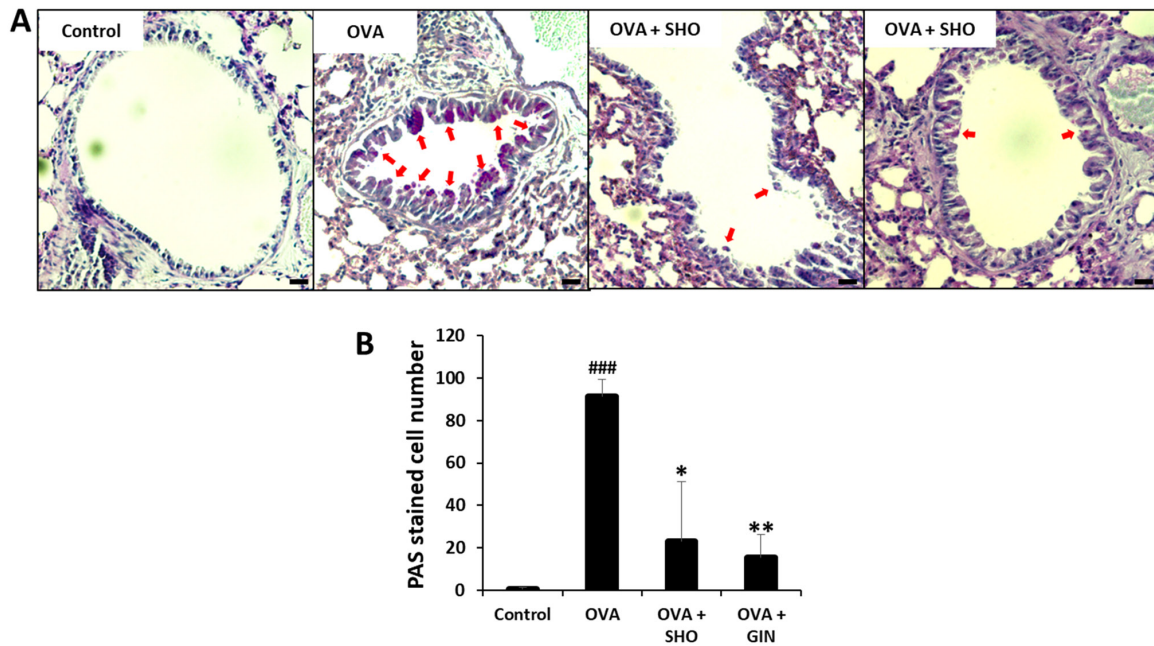 A
Control
OVA
OVA + SHO
OVA + SHO
B
PAS stained cell number
120
100
80
60
40
20
0
###
*
**
Control
OVA
OVA +
SHO
OVA +
GIN